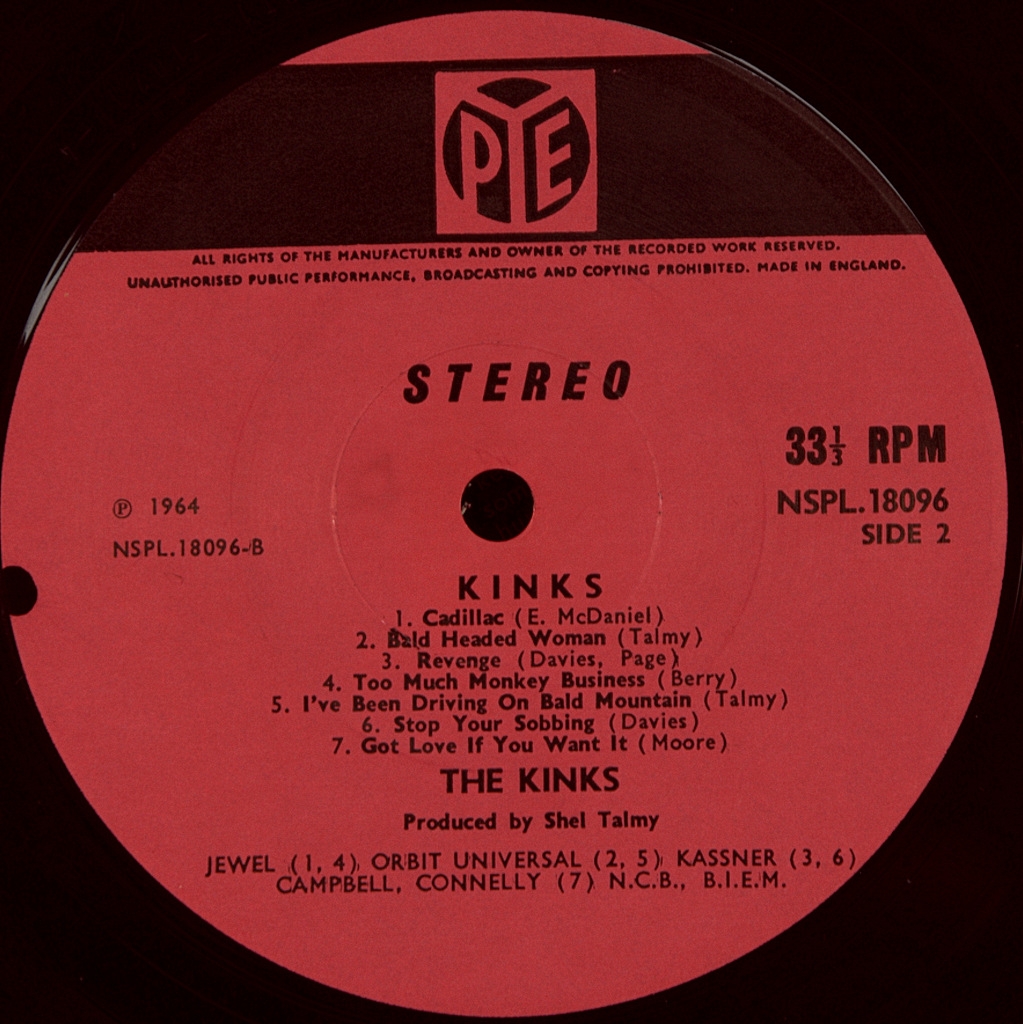 PYE
ALL RIGHTS OF THE MANUFACTURERS AND OWNER OF THE RECORDED WORK RESERVED.
UNAUTHORISED PUBLIC PERFORMANCE, BROADCASTING AND COPYING PROHIBITED. MADE IN ENGLAND.
STEREO
33⅓ RPM
NSPL.18096
SIDE 2
℗ 1964
NSPL.18096-B
KINKS
1. Cadillac (E. McDaniel)
2. Bald Headed Woman (Talmy)
3. Revenge (Davies, Page)
4. Too Much Monkey Business (Berry)
5. I've Been Driving On Bald Mountain (Talmy)
6. Stop Your Sobbing (Davies)
7. Got Love If You Want It (Moore)
THE KINKS
Produced by Shel Talmy
JEWEL (1, 4), ORBIT UNIVERSAL (2, 5) KASSNER (3, 6)
CAMPBELL, CONNELLY (7) N.C.B., B.I.E.M.